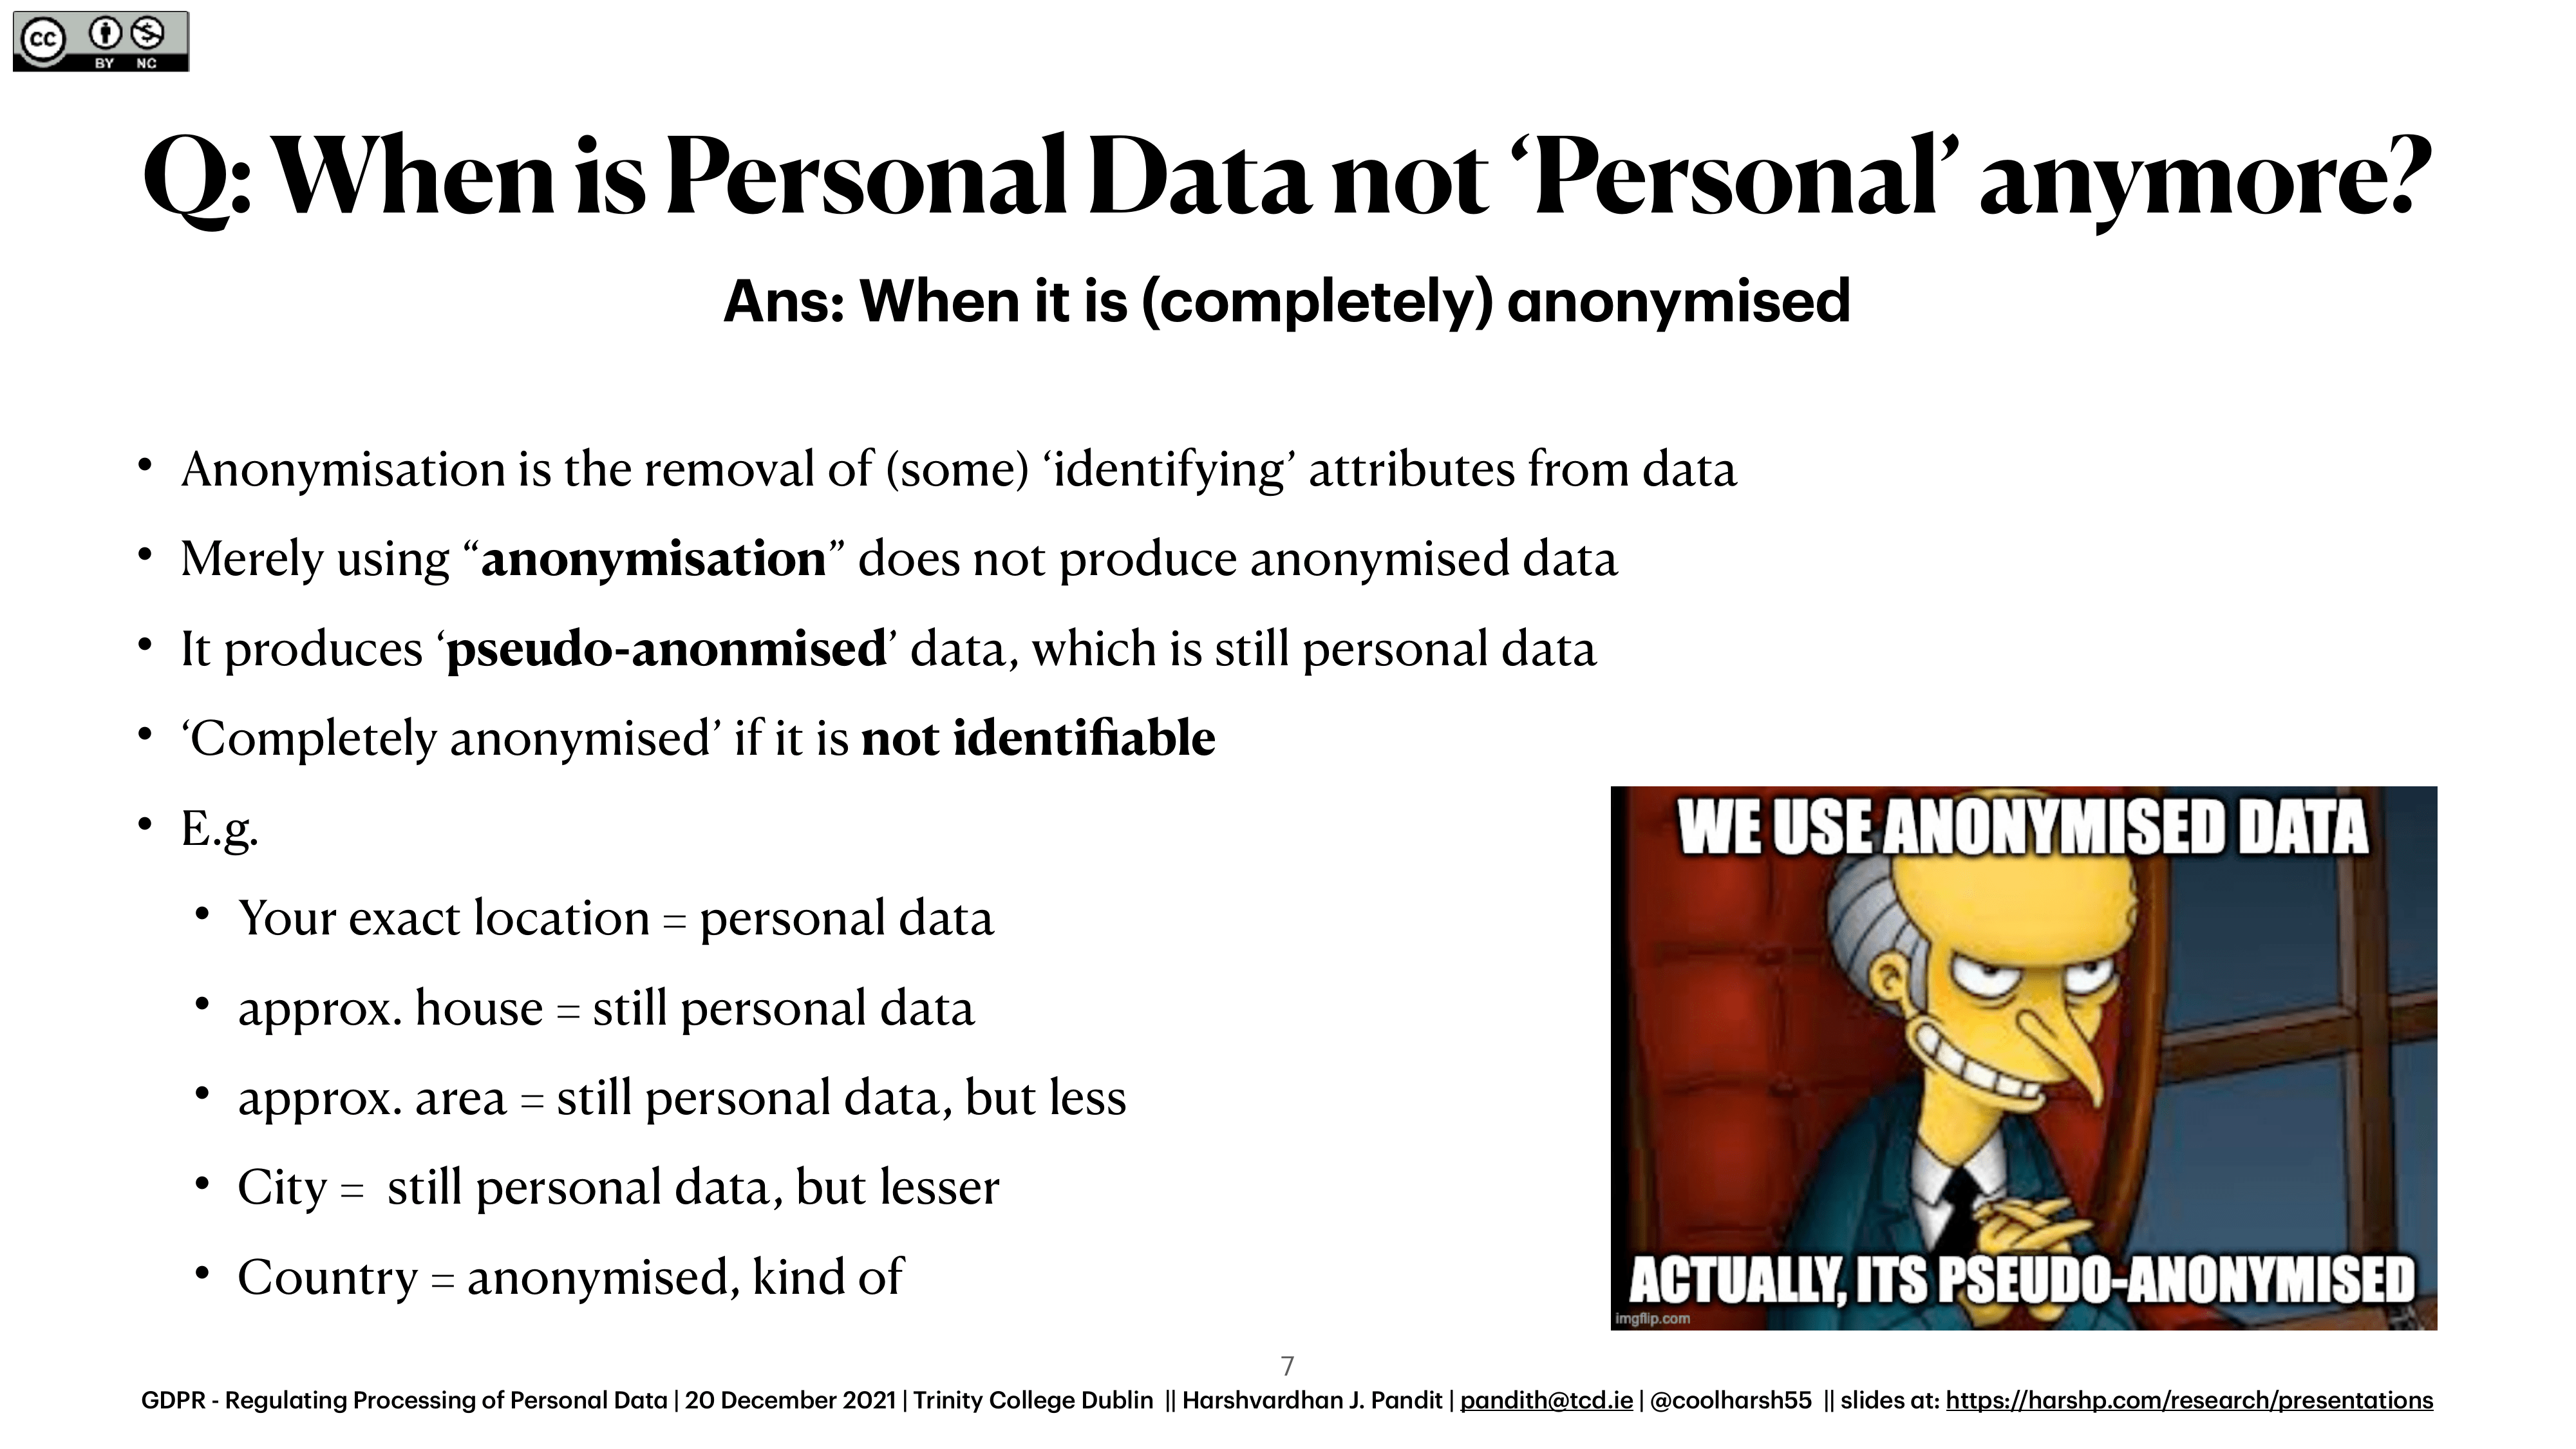 cc
BY NC
Q: When is Personal Data not ‘Personal’ anymore?
Ans: When it is (completely) anonymised
• Anonymisation is the removal of (some) ‘identifying’ attributes from data
• Merely using “anonymisation” does not produce anonymised data
• It produces ‘pseudo-anonmised’ data, which is still personal data
• ‘Completely anonymised’ if it is not identifiable
• E.g.
• Your exact location = personal data
• approx. house = still personal data
• approx. area = still personal data, but less
• City = still personal data, but lesser
• Country = anonymised, kind of
WE USE ANONYMISED DATA
ACTUALLY, ITS PSEUDO-ANONYMISED
imgflip.com
7
GDPR - Regulating Processing of Personal Data | 20 December 2021 | Trinity College Dublin || Harshvardhan J. Pandit | pandith@tcd.ie | @coolharsh55 || slides at: https://harshp.com/research/presentations